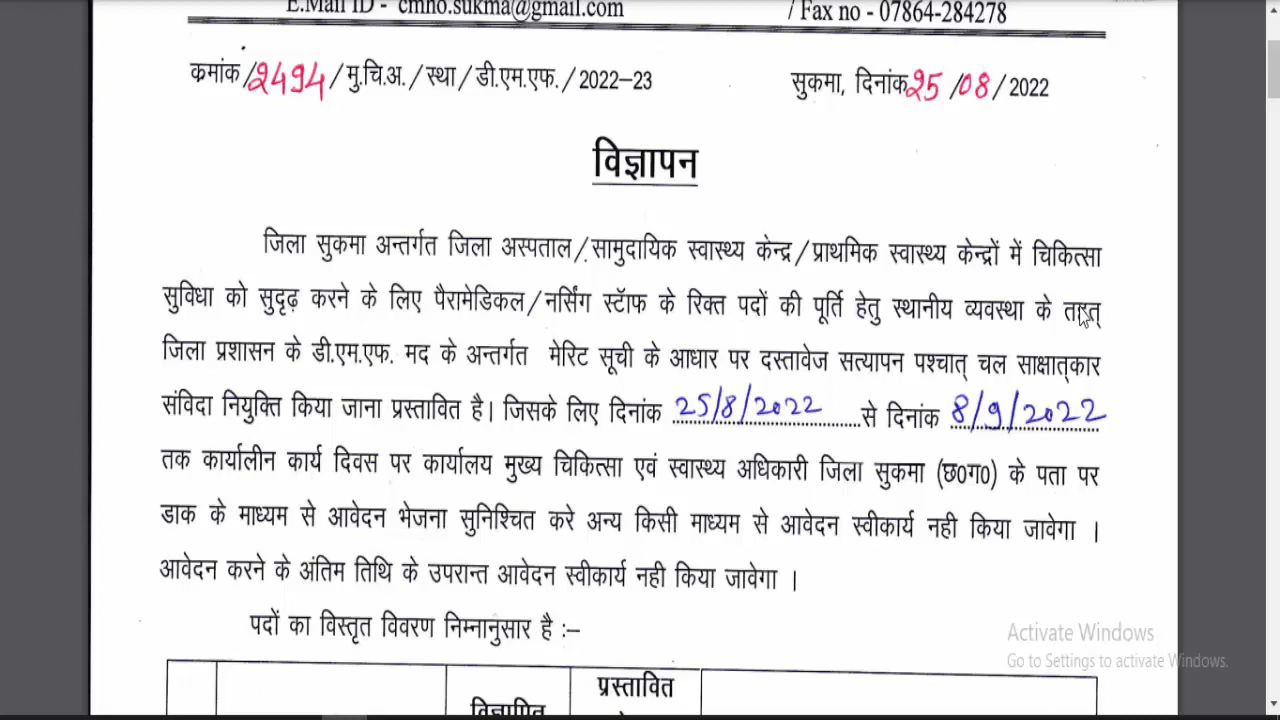 E.Mail ID - cmho.sukma@gmail.com / Fax no - 07864-284278
क्रमांक/2494/मु.चि.अ./स्था/डी.एम.एफ./2022-23 सुकमा, दिनांक 25/08/2022
विज्ञापन
जिला सुकमा अन्तर्गत जिला अस्पताल/सामुदायिक स्वास्थ्य केन्द्र/प्राथमिक स्वास्थ्य केन्द्रों में चिकित्सा
सुविधा को सुदृढ़ करने के लिए पैरामेडिकल/नर्सिंग स्टॉफ के रिक्त पदों की पूर्ति हेतु स्थानीय व्यवस्था के तहत्
जिला प्रशासन के डी.एम.एफ. मद के अन्तर्गत मेरिट सूची के आधार पर दस्तावेज सत्यापन पश्चात् चल साक्षात्कार
संविदा नियुक्ति किया जाना प्रस्तावित है। जिसके लिए दिनांक 25/8/2022 से दिनांक 8/9/2022
तक कार्यालीन कार्य दिवस पर कार्यालय मुख्य चिकित्सा एवं स्वास्थ्य अधिकारी जिला सुकमा (छ0ग0) के पता पर
डाक के माध्यम से आवेदन भेजना सुनिश्चित करे अन्य किसी माध्यम से आवेदन स्वीकार्य नही किया जावेगा ।
आवेदन करने के अंतिम तिथि के उपरान्त आवेदन स्वीकार्य नही किया जावेगा ।
पदों का विस्तृत विवरण निम्नानुसार है :–
Activate Windows
Go to Settings to activate Windows.
प्रस्तावित
विज्ञापित